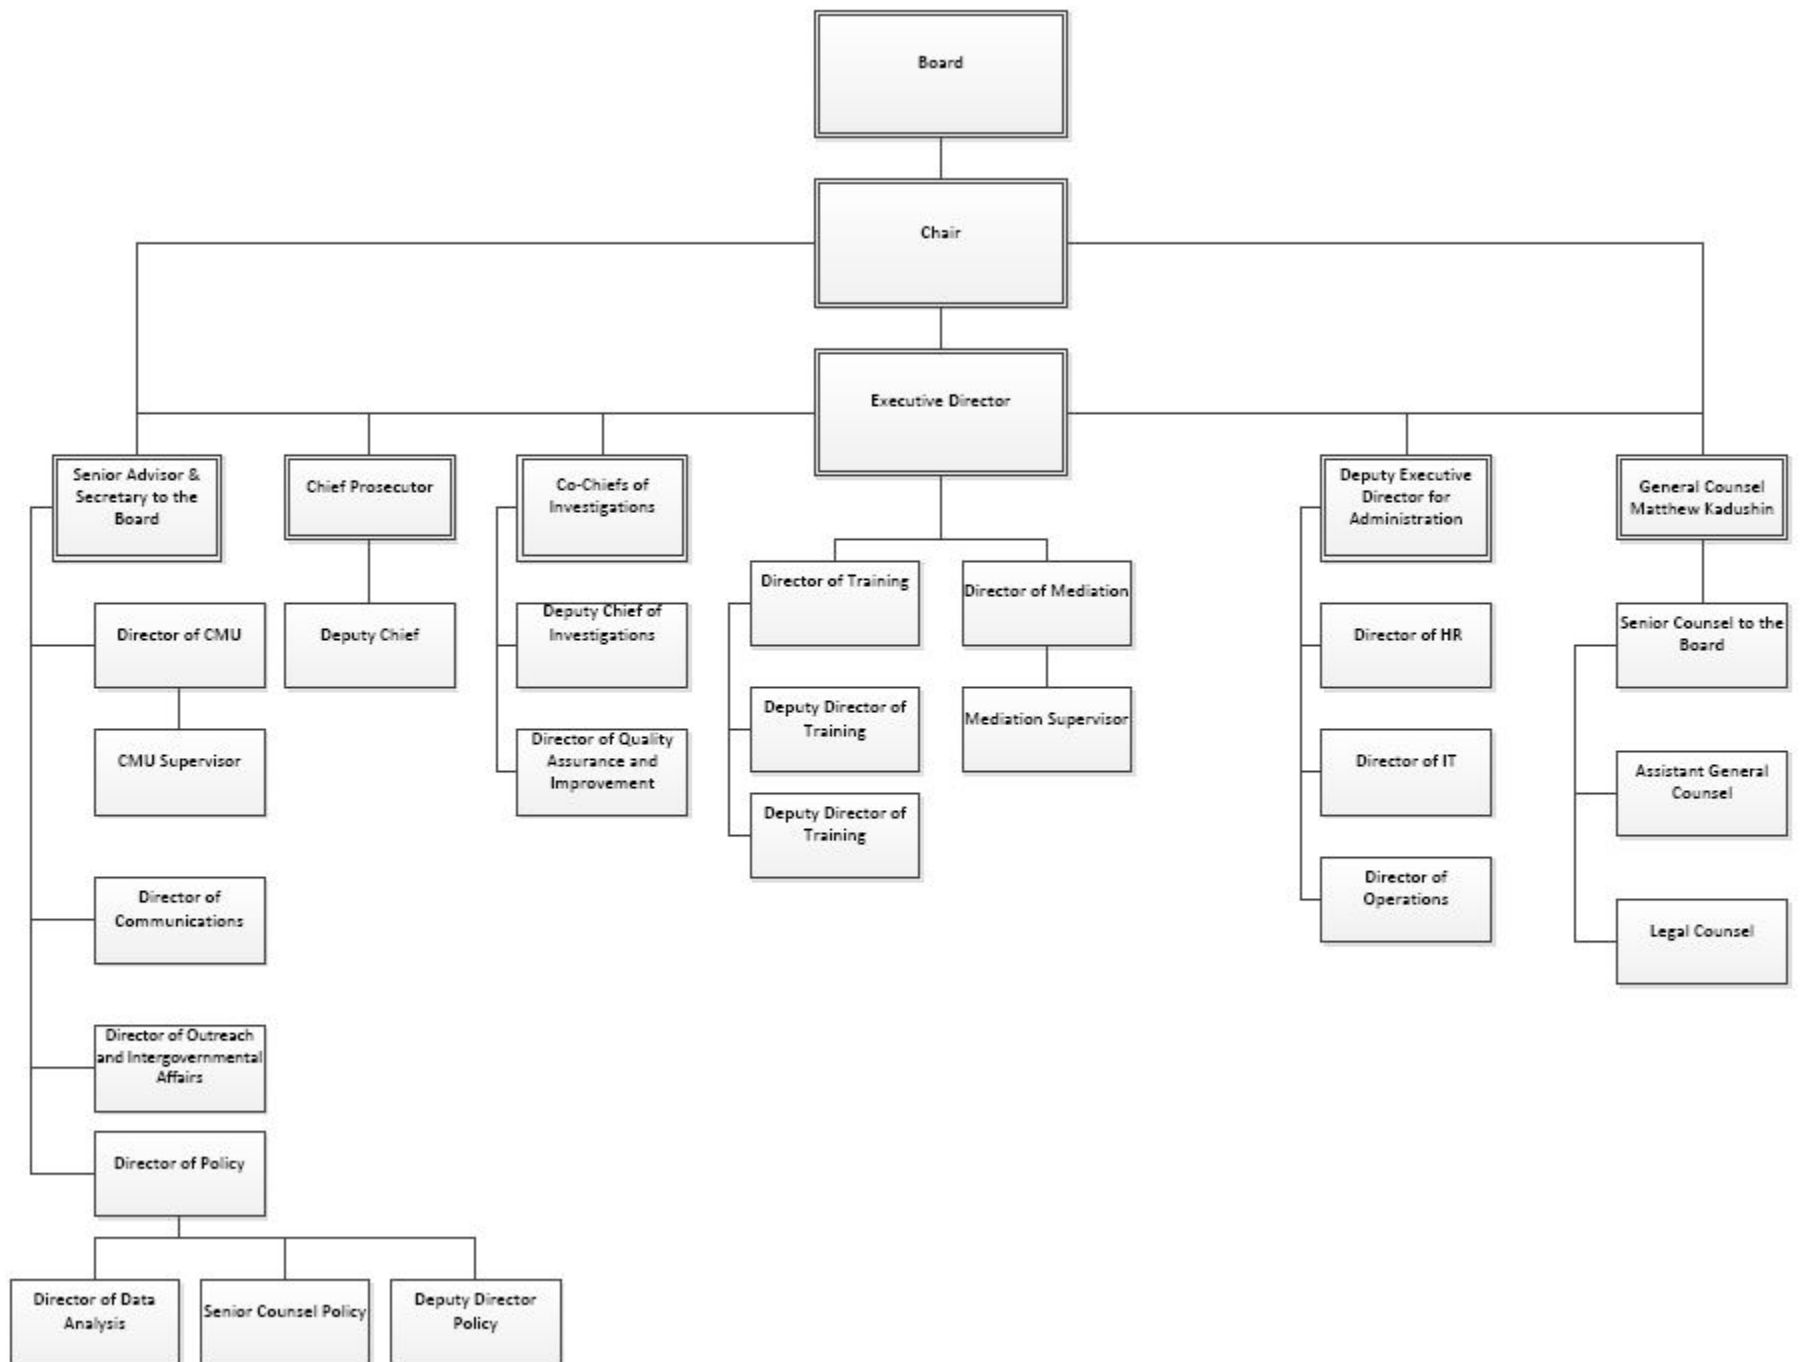 Board
Chair
Executive Director
Senior Advisor &
Secretary to the
Board
Chief Prosecutor
Co-Chiefs of
Investigations
Deputy Executive
Director for
Administration
General Counsel
Matthew Kadushin
Director of Training
Director of Mediation
Director of CMU
Deputy Chief
Deputy Chief of
Investigations
Director of HR
Senior Counsel to the
Board
Deputy Director of
Training
Mediation Supervisor
CMU Supervisor
Director of Quality
Assurance and
Improvement
Director of IT
Assistant General
Counsel
Deputy Director of
Training
Director of
Communications
Director of
Operations
Legal Counsel
Director of Outreach
and Intergovernmental
Affairs
Director of Policy
Director of Data
Analysis
Senior Counsel Policy
Deputy Director
Policy